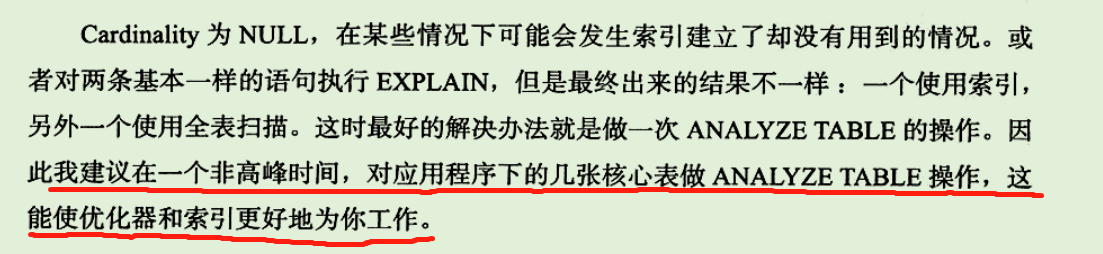 Cardinality 为 NULL，在某些情况下可能会发生索引建立了却没有用到的情况。或
者对两条基本一样的语句执行 EXPLAIN，但是最终出来的结果不一样：一个使用索引，
另外一个使用全表扫描。这时最好的解决办法就是做一次 ANALYZE TABLE 的操作。因
此我建议在一个非高峰时间，对应用程序下的几张核心表做 ANALYZE TABLE 操作，这
能使优化器和索引更好地为你工作。